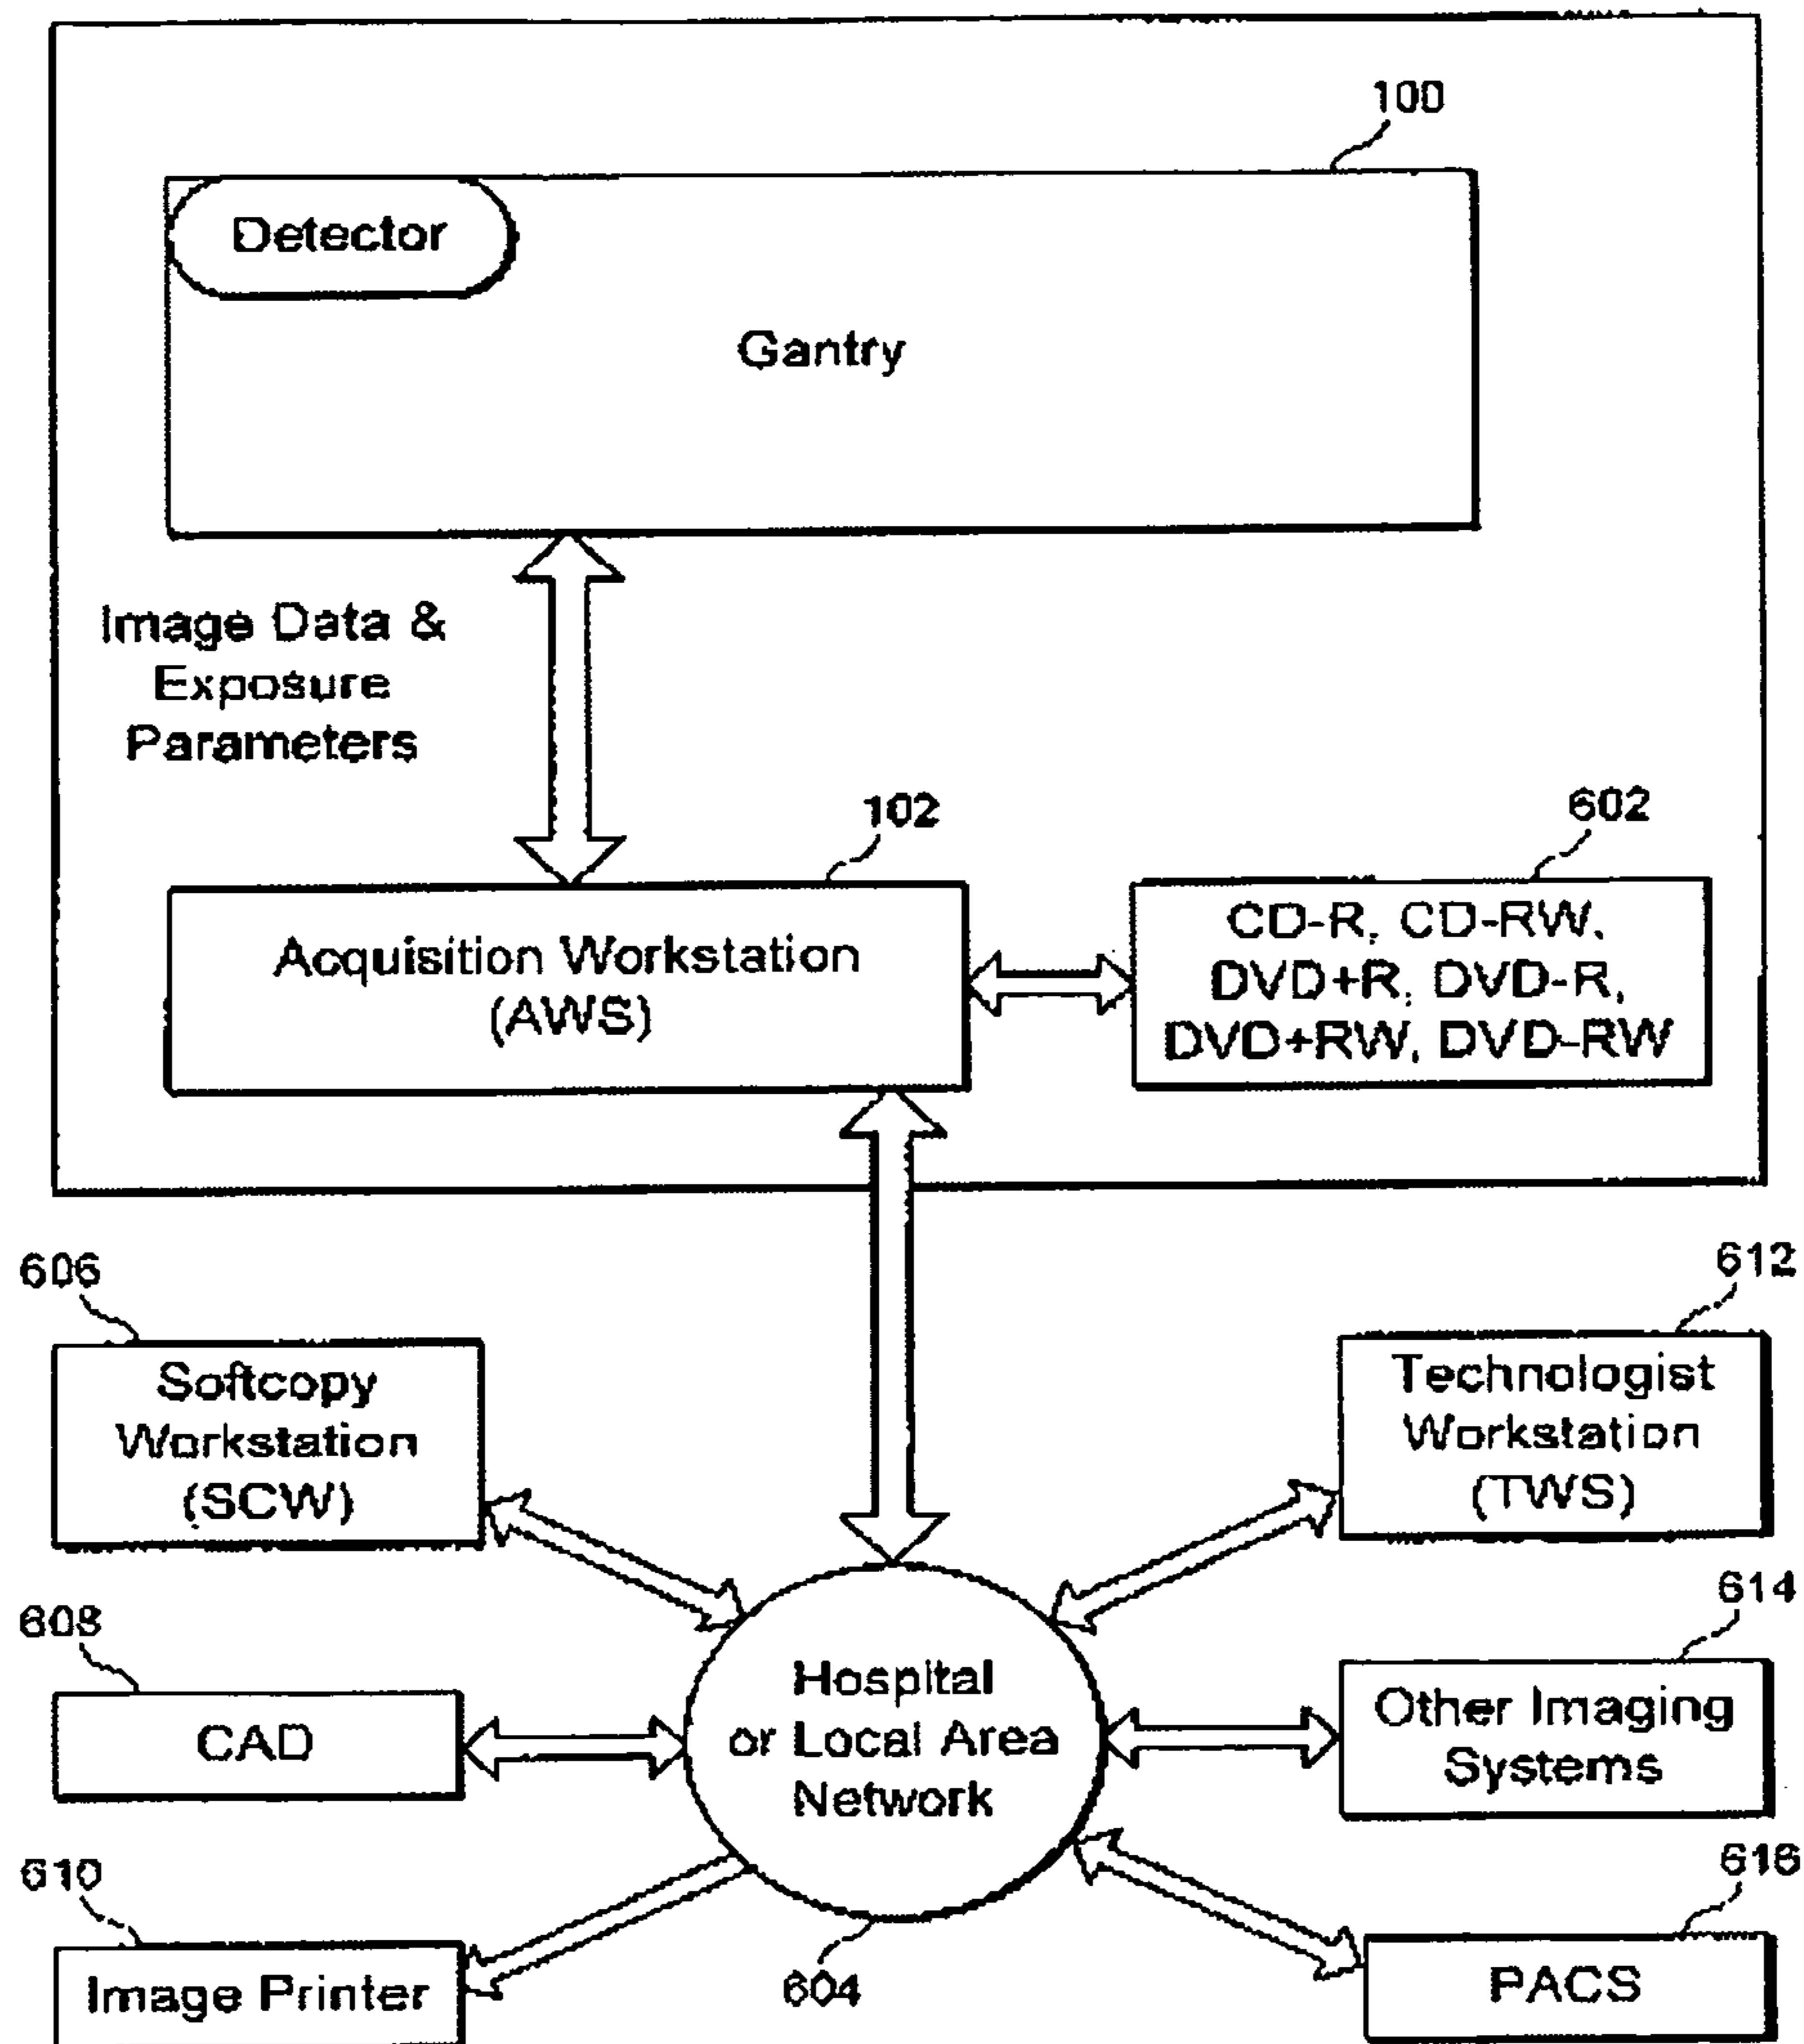 100
Detector
Gantry
Image Data &
Exposure
Parameters
102
602
Acquisition Workstation
(AWS)
CD-R, CD-RW,
DVD+R, DVD-R,
DVD+RW, DVD-RW
606
612
Softcopy
Workstation
(SCW)
Technologist
Workstation
(TWS)
608
614
CAD
Hospital
or Local Area
Network
Other Imaging
Systems
610
616
Image Printer
604
PACS